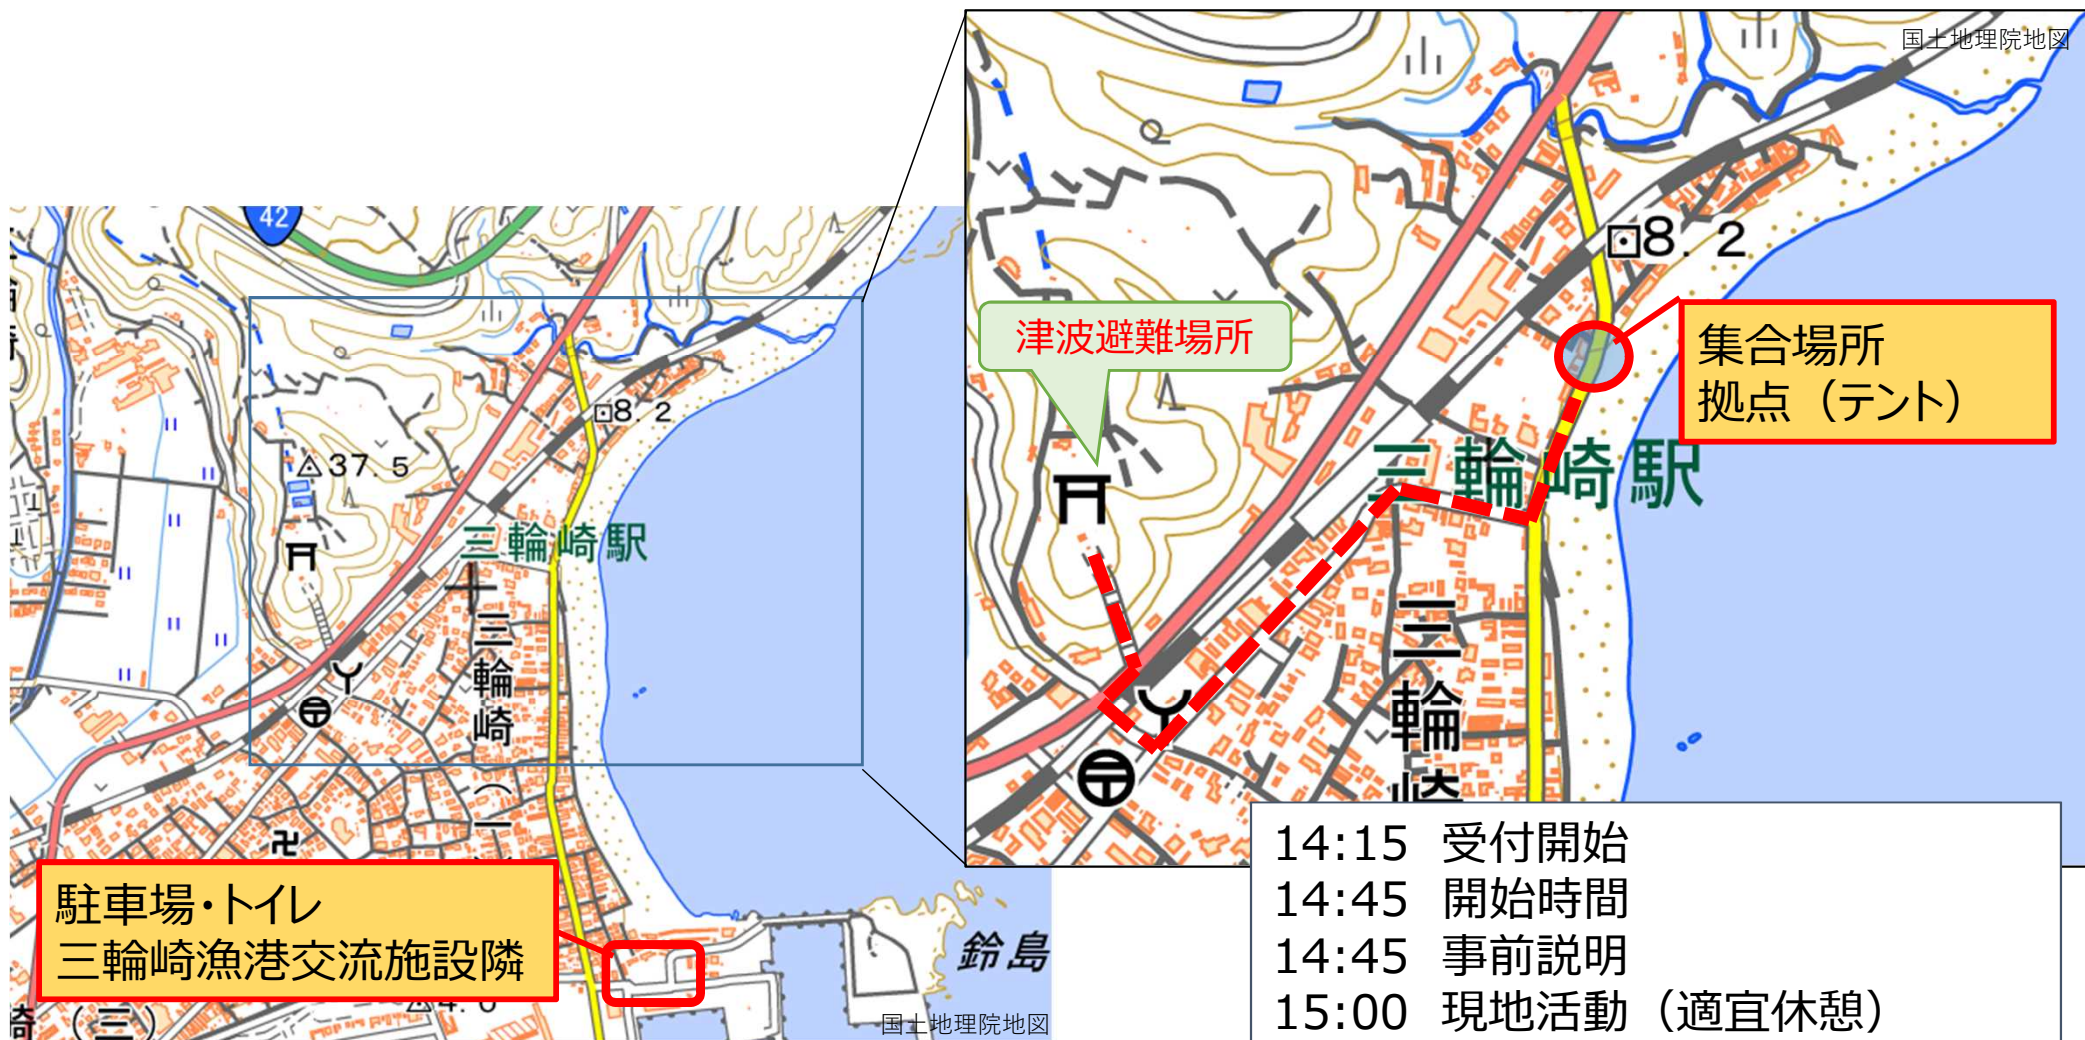 国土地理院地図
42
8. 2
津波避難場所
集合場所
拠点（テント）
三輪崎駅
三輪崎
8. 2
37. 5
三輪崎駅
三輪崎（一
14:15 受付開始
14:45 開始時間
14:45 事前説明
15:00 現地活動（適宜休憩）
駐車場・トイレ
三輪崎漁港交流施設隣
鈴島
崎（三）
国土地理院地図